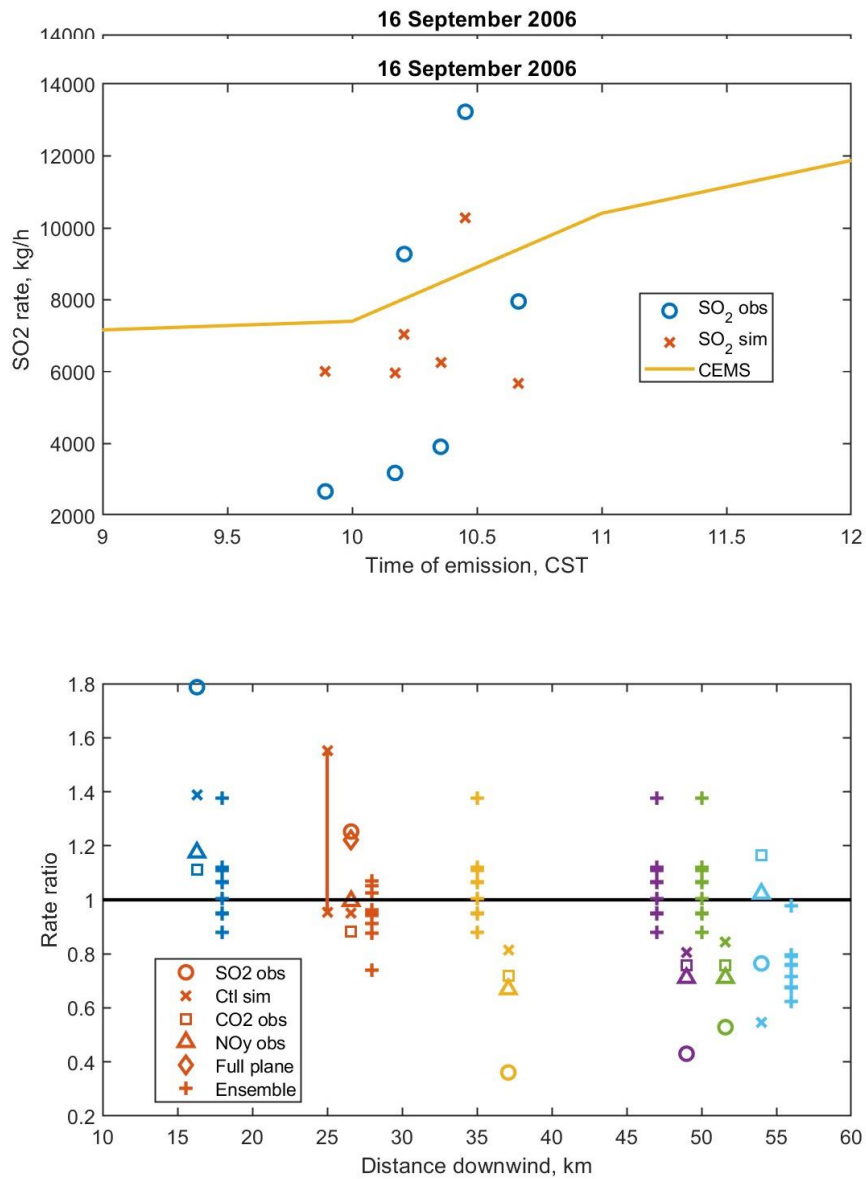 16 September 2006
14000
16 September 2006
14000
12000
10000
8000
6000
4000
2000
SO2 rate, kg/h
SO2 obs
SO2 sim
CEMS
9 9.5 10 10.5 11 11.5 12
Time of emission, CST
1.8
1.6
1.4
1.2
1
0.8
0.6
0.4
0.2
Rate ratio
SO2 obs
Ctl sim
CO2 obs
NOy obs
Full plane
Ensemble
10 15 20 25 30 35 40 45 50 55 60
Distance downwind, km